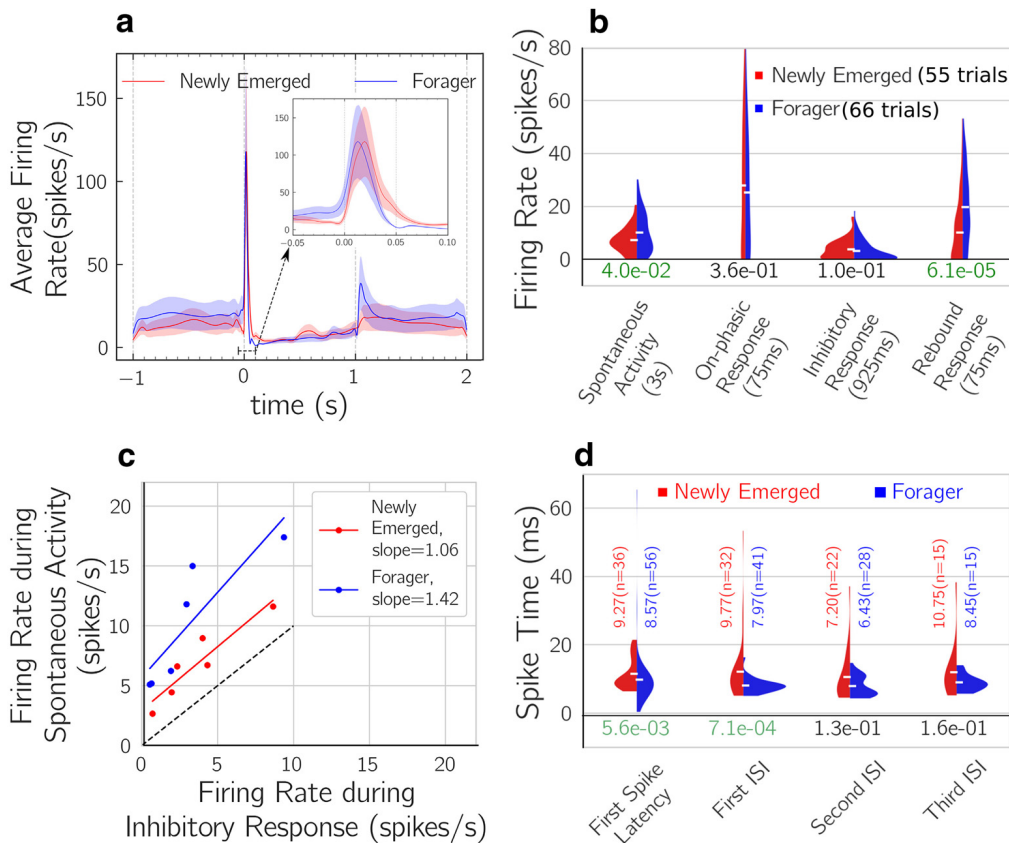 a
Newly Emerged
Forager
Average Firing
Rate(spikes/s)
150
100
50
0
150
100
50
0
−0.05
0.00
0.05
0.10
−1
0
1
2
time (s)
b
Firing Rate (spikes/s)
80
60
40
20
0
Newly Emerged (55 trials
Forager(66 trials)
4.0e-02
3.6e-01
1.0e-01
6.1e-05
Spontaneous
Activity
(3s)
On-phasic
Response
(75ms)
Inhibitory
Response
(925ms)
Rebound
Response
(75ms)
c
Firing Rate during
Spontaneous Activity
(spikes/s)
20
15
10
5
0
Newly
Emerged,
slope=1.06
Forager,
slope=1.42
0
5
10
15
20
Firing Rate during
Inhibitory Response (spikes/s)
d
Spike Time (ms)
60
40
20
0
Newly Emerged
Forager
9.27(n=36)
8.57(n=56)
9.77(n=32)
7.97(n=41)
7.20(n=22)
6.43(n=28)
10.75(n=15)
8.45(n=15)
5.6e-03
7.1e-04
1.3e-01
1.6e-01
First Spike
Latency
First ISI
Second ISI
Third ISI